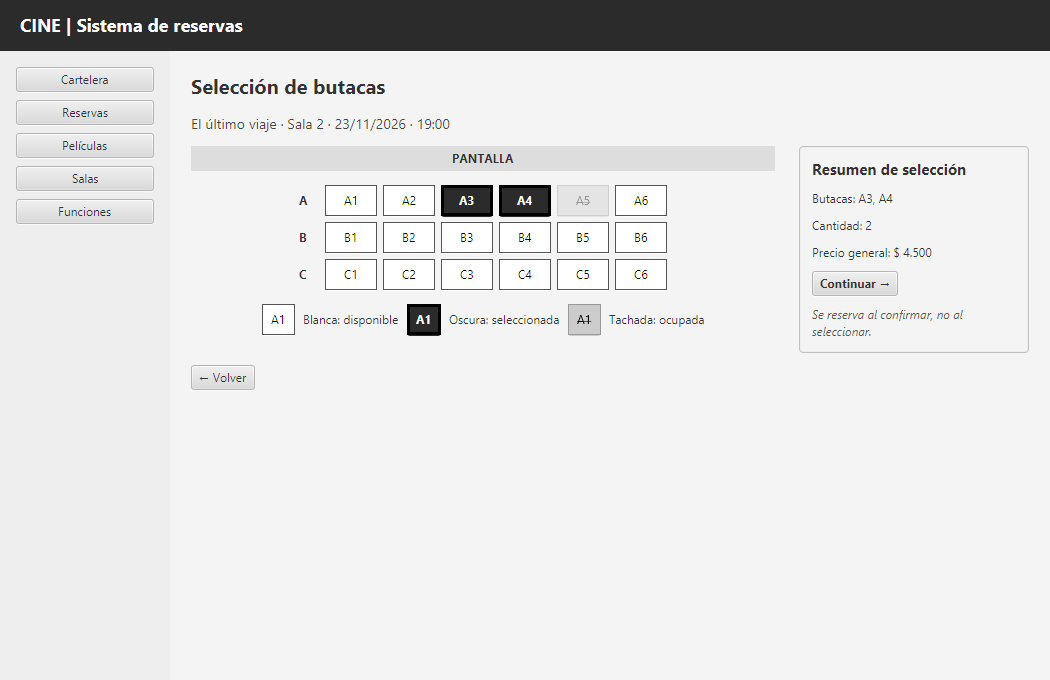 CINE | Sistema de reservas
Cartelera
Reservas
Películas
Salas
Funciones
Selección de butacas
El último viaje · Sala 2 · 23/11/2026 · 19:00
PANTALLA
A A1 A2 A3 A4 A5 A6
B B1 B2 B3 B4 B5 B6
C C1 C2 C3 C4 C5 C6
A1 Blanca: disponible A1 Oscura: seleccionada A1 Tachada: ocupada
← Volver
Resumen de selección
Butacas: A3, A4
Cantidad: 2
Precio general: $ 4.500
Continuar →
Se reserva al confirmar, no al
seleccionar.